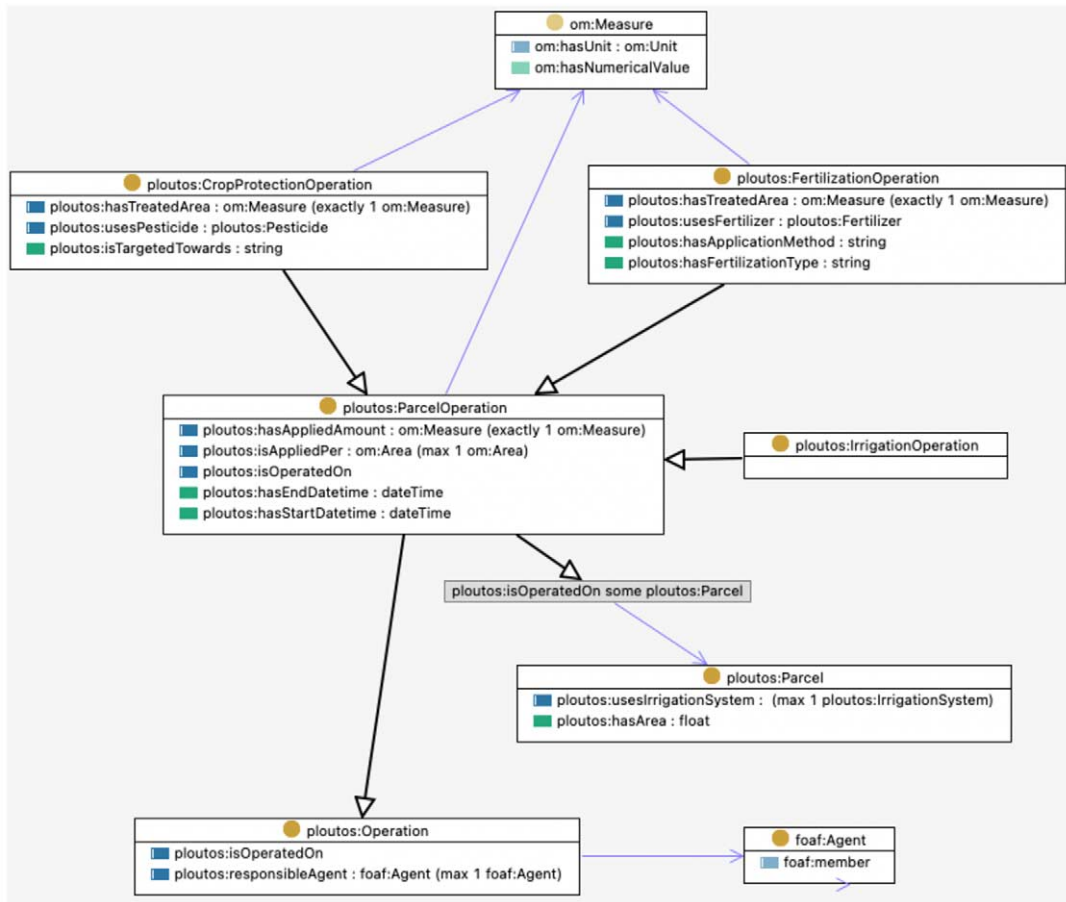 om:Measure
om:hasUnit : om:Unit
om:hasNumericalValue
ploutos:CropProtectionOperation
ploutos:hasTreatedArea : om:Measure (exactly 1 om:Measure)
ploutos:usesPesticide : ploutos:Pesticide
ploutos:isTargetedTowards : string
ploutos:FertilizationOperation
ploutos:hasTreatedArea : om:Measure (exactly 1 om:Measure)
ploutos:usesFertilizer : ploutos:Fertilizer
ploutos:hasApplicationMethod : string
ploutos:hasFertilizationType : string
ploutos:ParcelOperation
ploutos:hasAppliedAmount : om:Measure (exactly 1 om:Measure)
ploutos:isAppliedPer : om:Area (max 1 om:Area)
ploutos:isOperatedOn
ploutos:hasEndDatetime : dateTime
ploutos:hasStartDatetime : dateTime
ploutos:IrrigationOperation
ploutos:isOperatedOn some ploutos:Parcel
ploutos:Parcel
ploutos:usesIrrigationSystem : (max 1 ploutos:IrrigationSystem)
ploutos:hasArea : float
ploutos:Operation
ploutos:isOperatedOn
ploutos:responsibleAgent : foaf:Agent (max 1 foaf:Agent)
foaf:Agent
foaf:member